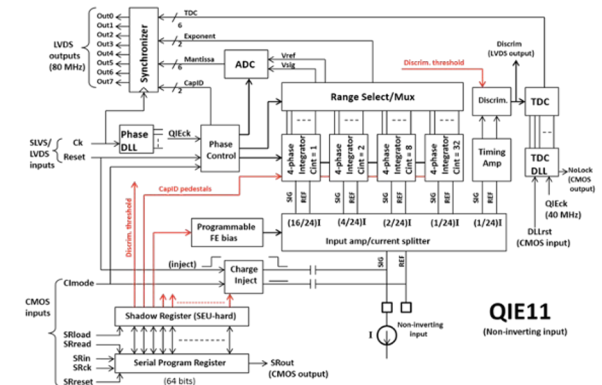 Out0
Out1
Out2
Out3
Out4
Out5
Out6
Out7
LVDS
outputs
(80 MHz)
Synchronizer
TDC
6
Exponent
2
Mantissa
6
CapID
2
ADC
Vref
Vsig
Discrim. threshold
Discrim
(LVDS output)
Range Select/Mux
Discrim.
TDC
SLVS/
LVDS
inputs
Ck
Reset
Phase
DLL
QIEck
Phase
Control
4-phase
Integrator
Cint = 1
4-phase
Integrator
Cint = 2
4-phase
Integrator
Cint = 8
4-phase
Integrator
Cint = 32
Timing
Amp
TDC
DLL
NoLock
(CMOS
output)
QIEck
(40 MHz)
DLLrst
(CMOS input)
CapID pedestals
Discrim. threshold
SIG
REF
SIG
REF
SIG
REF
SIG
REF
SIG
REF
Programmable
FE bias
(16/24)I
(4/24)I
(2/24)I
(1/24)I
(1/24)I
Input amp/current splitter
(inject)
Charge
Inject
SIG
REF
CMOS
inputs
CImode
Shadow Register (SEU-hard)
SRload
SRread
SRin
SRck
SRreset
Serial Program Register
(64 bits)
SRout
(CMOS output)
I
Non-inverting
input
QIE11
(Non-inverting input)